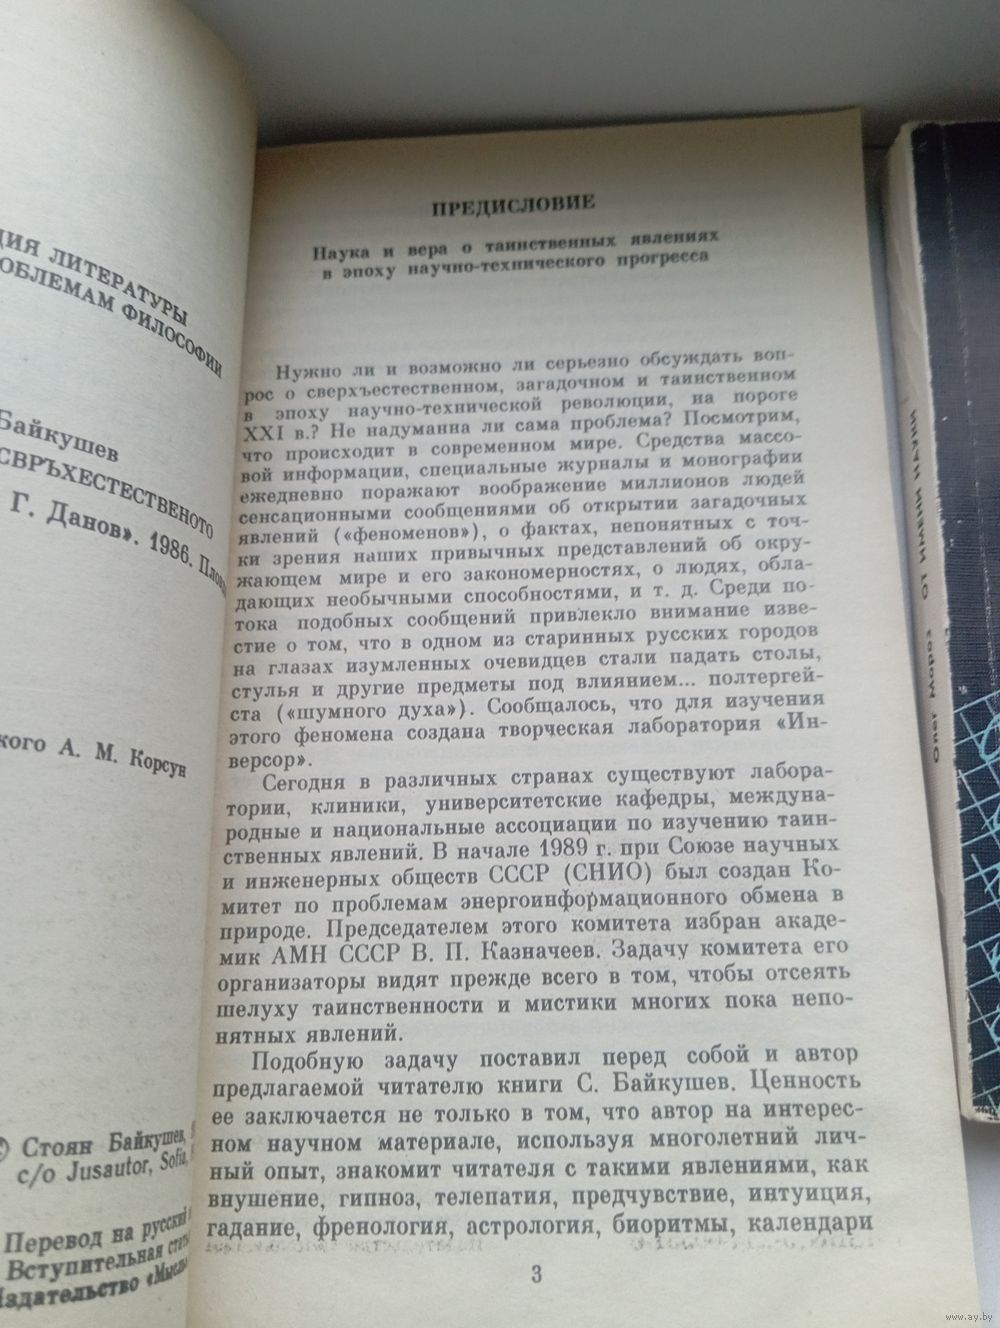 ЛИТЕРАТУРЫ
ФИЛОСОФИИ
Байкушев
СВРЪХЕСТЕСТВЕНОТО
Г. Данов». 1986.
А. М. Корсун
© Стоян Байкушев,
c/o Jusautor, Sofia,
Перевод на русский
Вступительная
Издательство «Мысль»
ПРЕДИСЛОВИЕ
Наука и вера о таинственных явлениях
в эпоху научно-технического прогресса
Нужно ли и возможно ли серьезно обсуждать воп-
рос о сверхъестественном, загадочном и таинственном
в эпоху научно-технической революции, на пороге
XXI в.? Не надуманна ли сама проблема? Посмотрим,
что происходит в современном мире. Средства массо-
вой информации, специальные журналы и монографии
ежедневно поражают воображение миллионов людей
сенсационными сообщениями об открытии загадочных
явлений («феноменов»), о фактах, непонятных с точ-
ки зрения наших привычных представлений об окру-
жающем мире и его закономерностях, о людях, обла-
дающих необычными способностями, и т. д. Среди по-
тока подобных сообщений привлекло внимание изве-
стие о том, что в одном из старинных русских городов
на глазах изумленных очевидцев стали падать столы,
стулья и другие предметы под влиянием... полтергей-
ста («шумного духа»). Сообщалось, что для изучения
этого феномена создана творческая лаборатория «Ин-
версор».
Сегодня в различных странах существуют лабора-
тории, клиники, университетские кафедры, междуна-
родные и национальные ассоциации по изучению таин-
ственных явлений. В начале 1989 г. при Союзе научных
и инженерных обществ СССР (СНИО) был создан Ко-
митет по проблемам энергоинформационного обмена в
природе. Председателем этого комитета избран акаде-
мик АМН СССР В. П. Казначеев. Задачу комитета его
организаторы видят прежде всего в том, чтобы отсеять
шелуху таинственности и мистики многих пока непо-
нятных явлений.
Подобную задачу поставил перед собой и автор
предлагаемой читателю книги С. Байкушев. Ценность
ее заключается не только в том, что автор на интерес-
ном научном материале, используя многолетний лич-
ный опыт, знакомит читателя с такими явлениями, как
внушение, гипноз, телепатия, предчувствие, интуиция,
гадание, френология, астрология, биоритмы, календари
3
Олег Мороз ОТ ИМЕНИ НАУКИ
www.ay.by